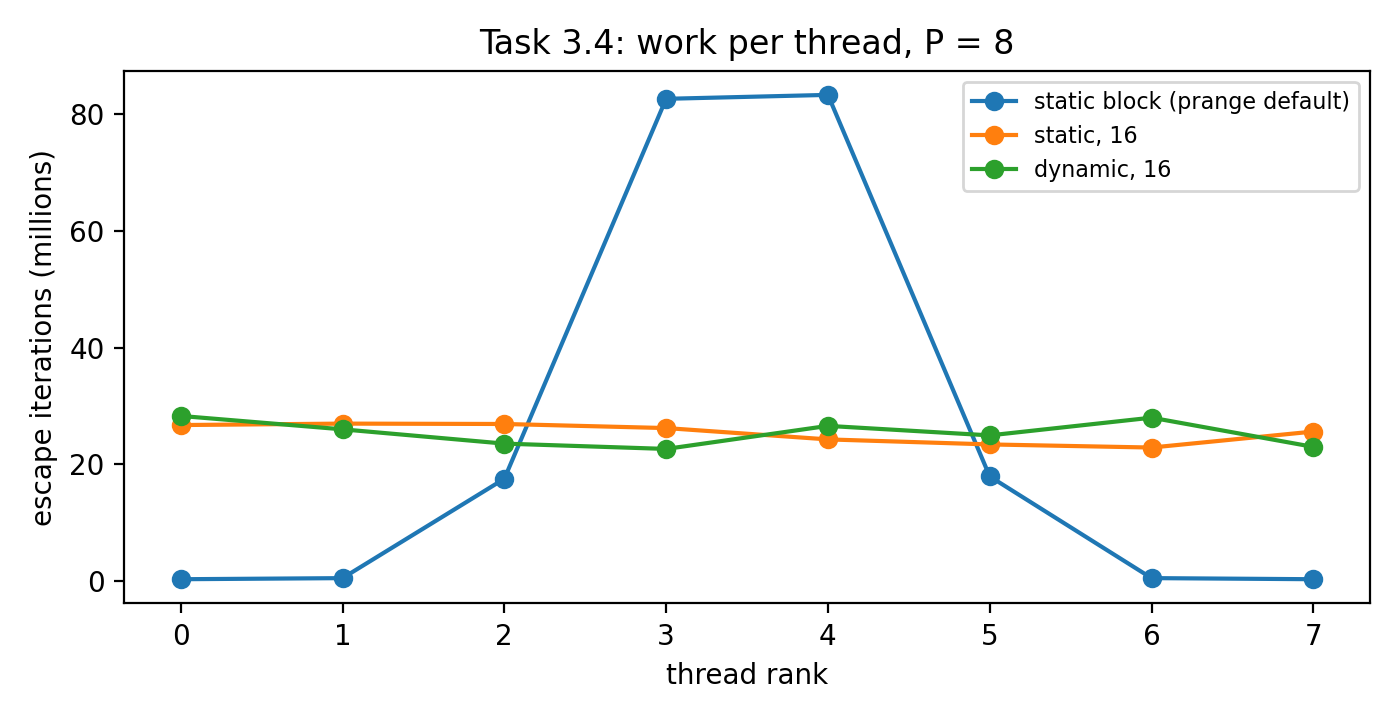 Task 3.4: work per thread, P = 8
static block (prange default)
static, 16
dynamic, 16
escape iterations (millions)
80
60
40
20
0
0 1 2 3 4 5 6 7
thread rank